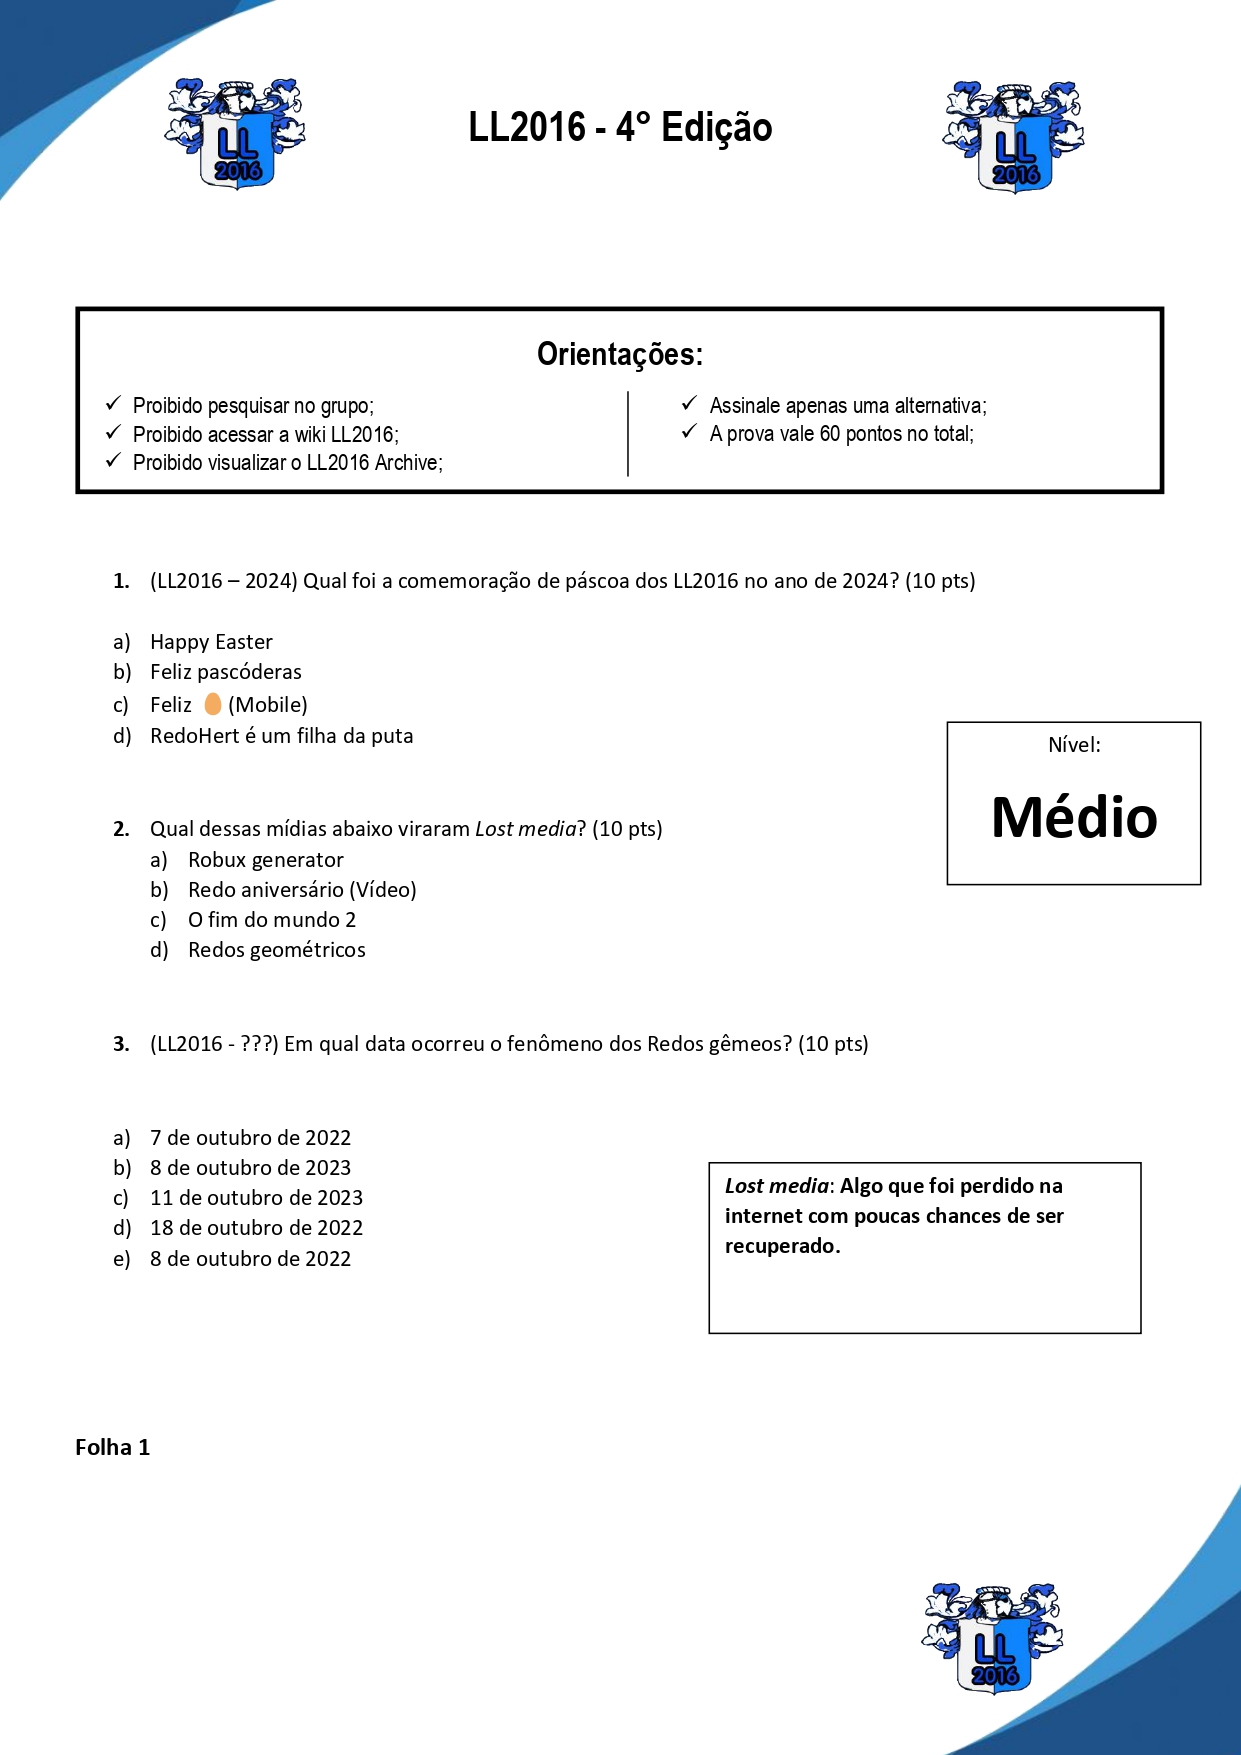 LL
2016
LL2016 - 4° Edição
LL
2016
Orientações:
✓ Proibido pesquisar no grupo;
✓ Proibido acessar a wiki LL2016;
✓ Proibido visualizar o LL2016 Archive;
✓ Assinale apenas uma alternativa;
✓ A prova vale 60 pontos no total;
1. (LL2016 – 2024) Qual foi a comemoração de páscoa dos LL2016 no ano de 2024? (10 pts)
a) Happy Easter
b) Feliz pascóderas
c) Feliz 🥚 (Mobile)
d) RedoHert é um filha da puta
Nível:
Médio
2. Qual dessas mídias abaixo viraram Lost media? (10 pts)
a) Robux generator
b) Redo aniversário (Vídeo)
c) O fim do mundo 2
d) Redos geométricos
3. (LL2016 - ???) Em qual data ocorreu o fenômeno dos Redos gêmeos? (10 pts)
a) 7 de outubro de 2022
b) 8 de outubro de 2023
c) 11 de outubro de 2023
d) 18 de outubro de 2022
e) 8 de outubro de 2022
Lost media: Algo que foi perdido na
internet com poucas chances de ser
recuperado.
Folha 1
LL
2016